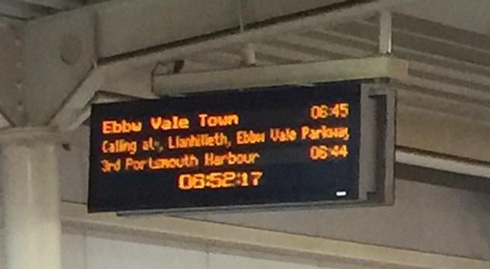 Ebbw Vale Town 06:45
Calling at:, Llanhilleth, Ebbw Vale Parkway,
3rd Portsmouth Harbour 06:44
06:52:17